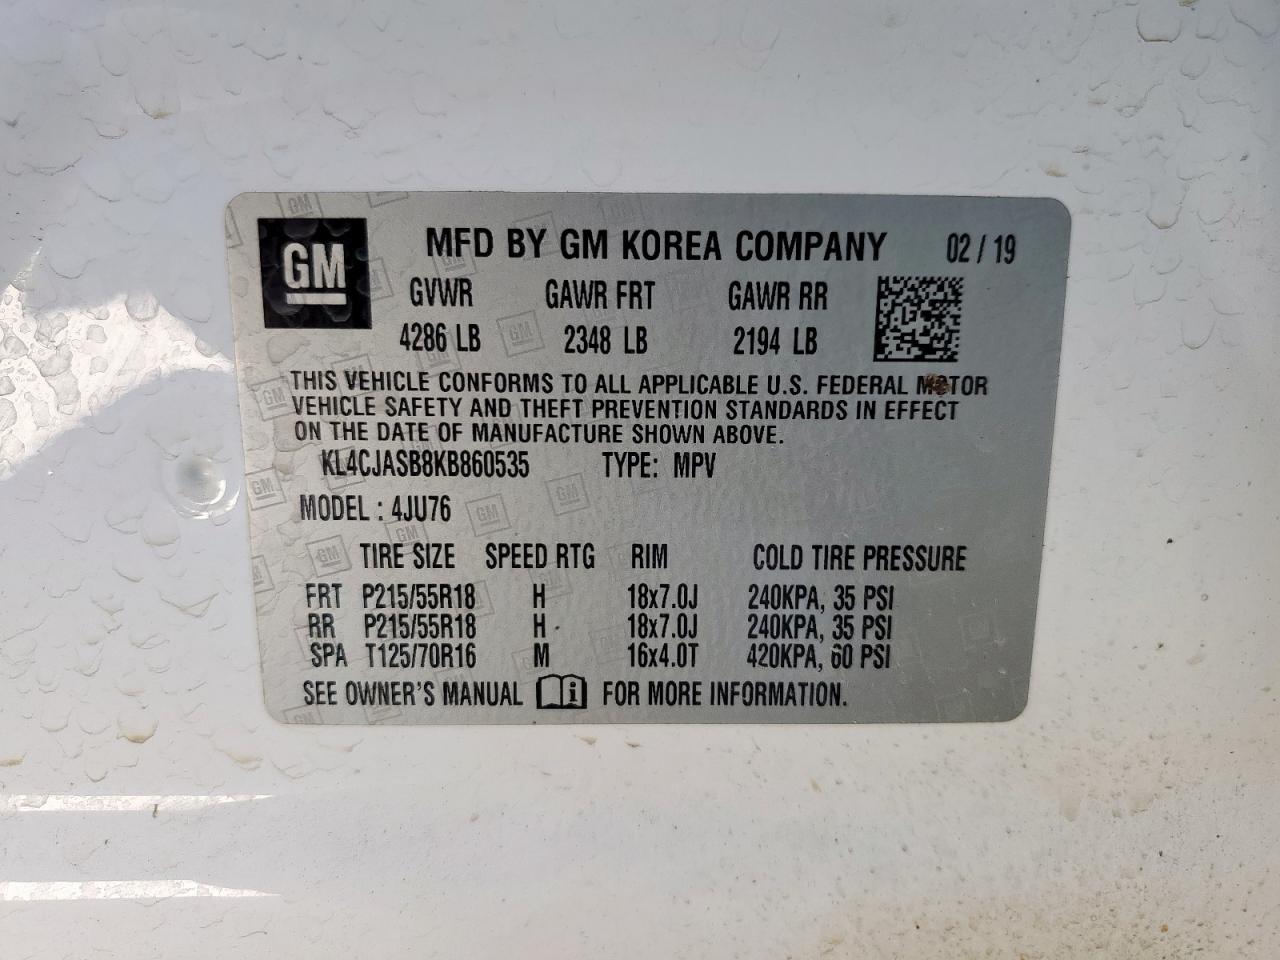 GM MFD BY GM KOREA COMPANY 02 / 19
GVWR GAWR FRT GAWR RR
4286 LB 2348 LB 2194 LB
THIS VEHICLE CONFORMS TO ALL APPLICABLE U.S. FEDERAL MOTOR
VEHICLE SAFETY AND THEFT PREVENTION STANDARDS IN EFFECT
ON THE DATE OF MANUFACTURE SHOWN ABOVE.
KL4CJASB8KB860535 TYPE: MPV
MODEL : 4JU76
TIRE SIZE SPEED RTG RIM COLD TIRE PRESSURE
FRT P215/55R18 H 18x7.0J 240KPA, 35 PSI
RR P215/55R18 H 18x7.0J 240KPA, 35 PSI
SPA T125/70R16 M 16x4.0T 420KPA, 60 PSI
SEE OWNER'S MANUAL FOR MORE INFORMATION.